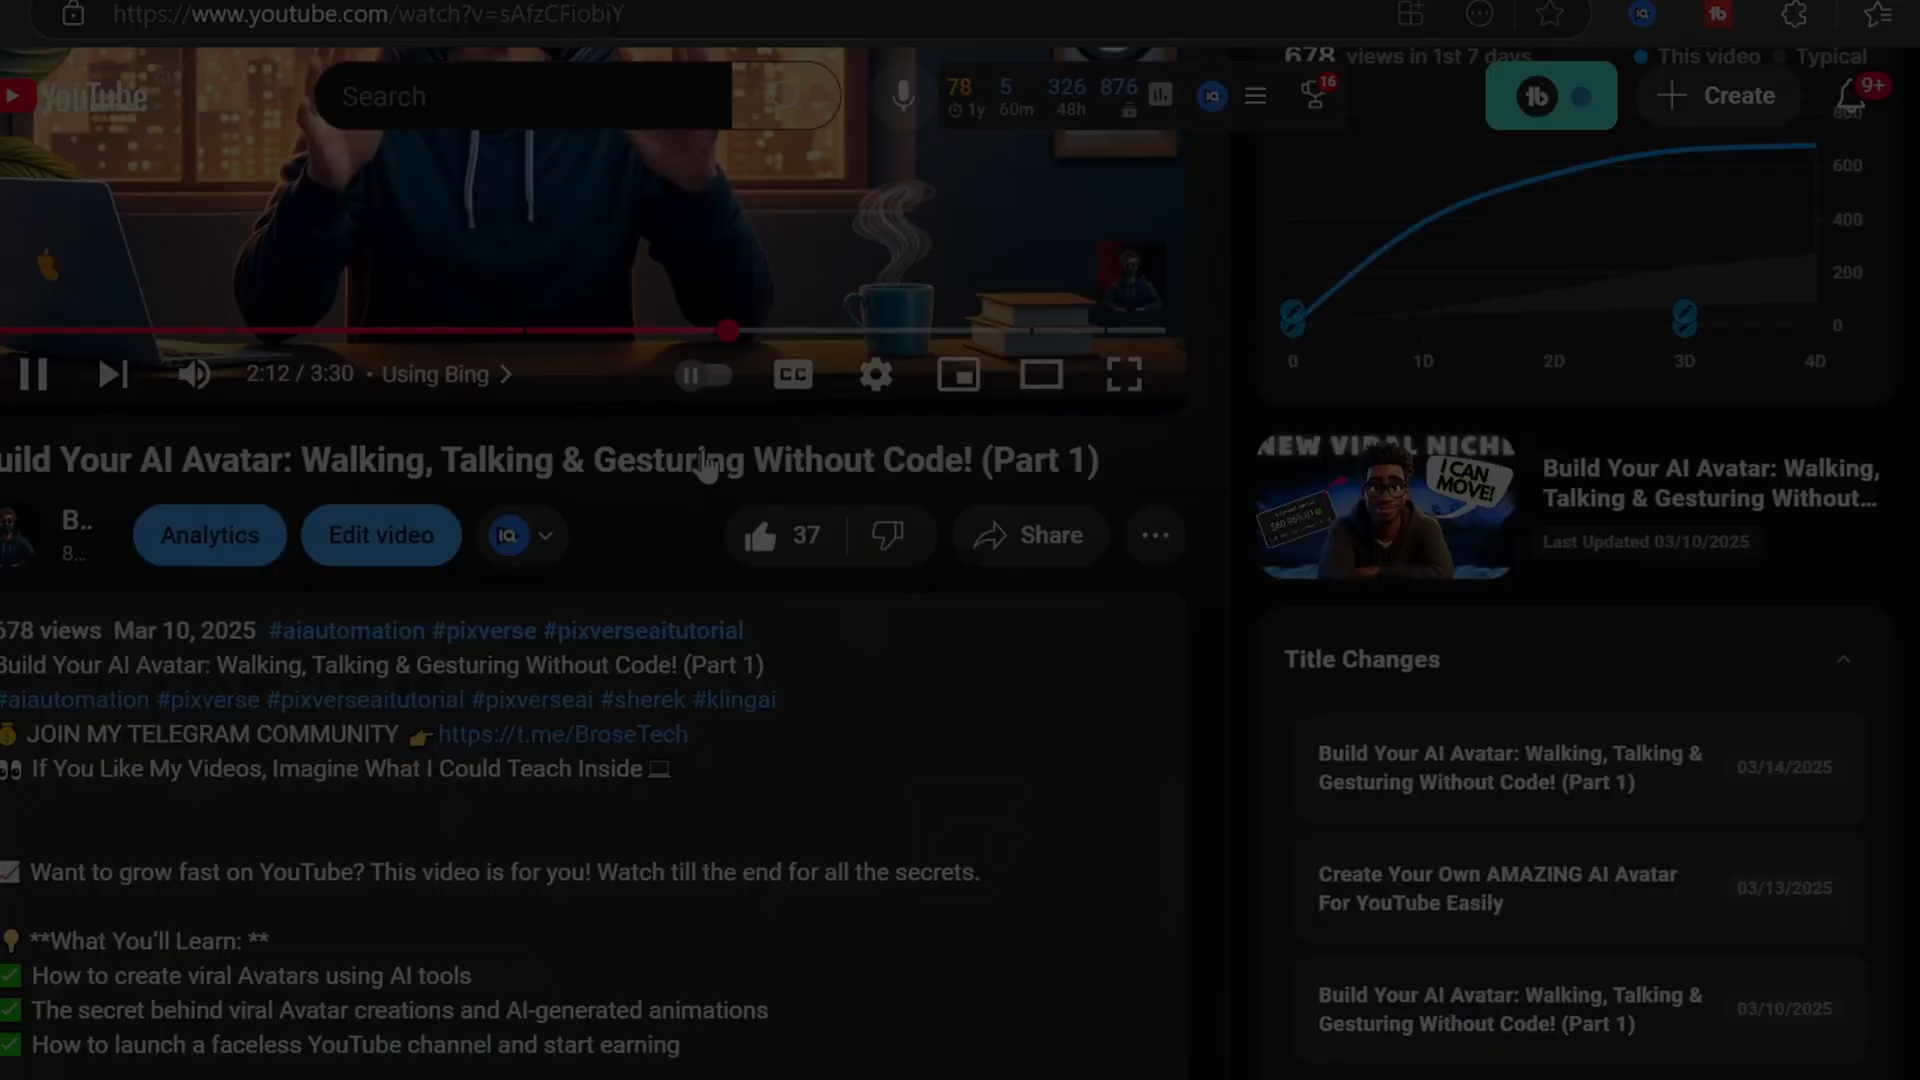 https://www.youtube.com/watch?v=sAfzCFiobiY
678 views in 1st 7 days
This video
Typical
YouTube
Search
78
5
326
876
1y
60m
48h
16
Create
9+
800
600
400
200
0
0
1D
2D
3D
4D
2:12 / 3:30 • Using Bing
CC
uild Your AI Avatar: Walking, Talking & Gesturing Without Code! (Part 1)
B..
8...
Analytics
Edit video
37
Share
678 views Mar 10, 2025 #aiautomation #pixverse #pixverseaitutorial
Build Your AI Avatar: Walking, Talking & Gesturing Without Code! (Part 1)
#aiautomation #pixverse #pixverseaitutorial #pixverseai #sherek #klingai
JOIN MY TELEGRAM COMMUNITY https://t.me/BroseTech
If You Like My Videos, Imagine What I Could Teach Inside
Want to grow fast on YouTube? This video is for you! Watch till the end for all the secrets.
**What You'll Learn: **
How to create viral Avatars using AI tools
The secret behind viral Avatar creations and AI-generated animations
How to launch a faceless YouTube channel and start earning
NEW VIRAL NICHE
I CAN
MOVE!
Build Your AI Avatar: Walking,
Talking & Gesturing Without...
Last Updated 03/10/2025
Title Changes
Build Your AI Avatar: Walking, Talking &
Gesturing Without Code! (Part 1)
03/14/2025
Create Your Own AMAZING AI Avatar
For YouTube Easily
03/13/2025
Build Your AI Avatar: Walking, Talking &
Gesturing Without Code! (Part 1)
03/10/2025